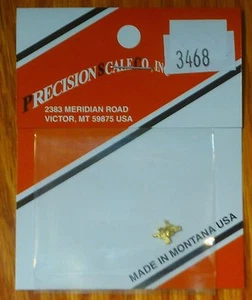 3468
PRECISION SCALE CO., INC.
2383 MERIDIAN ROAD
VICTOR, MT 59875 USA
MADE IN MONTANA USA